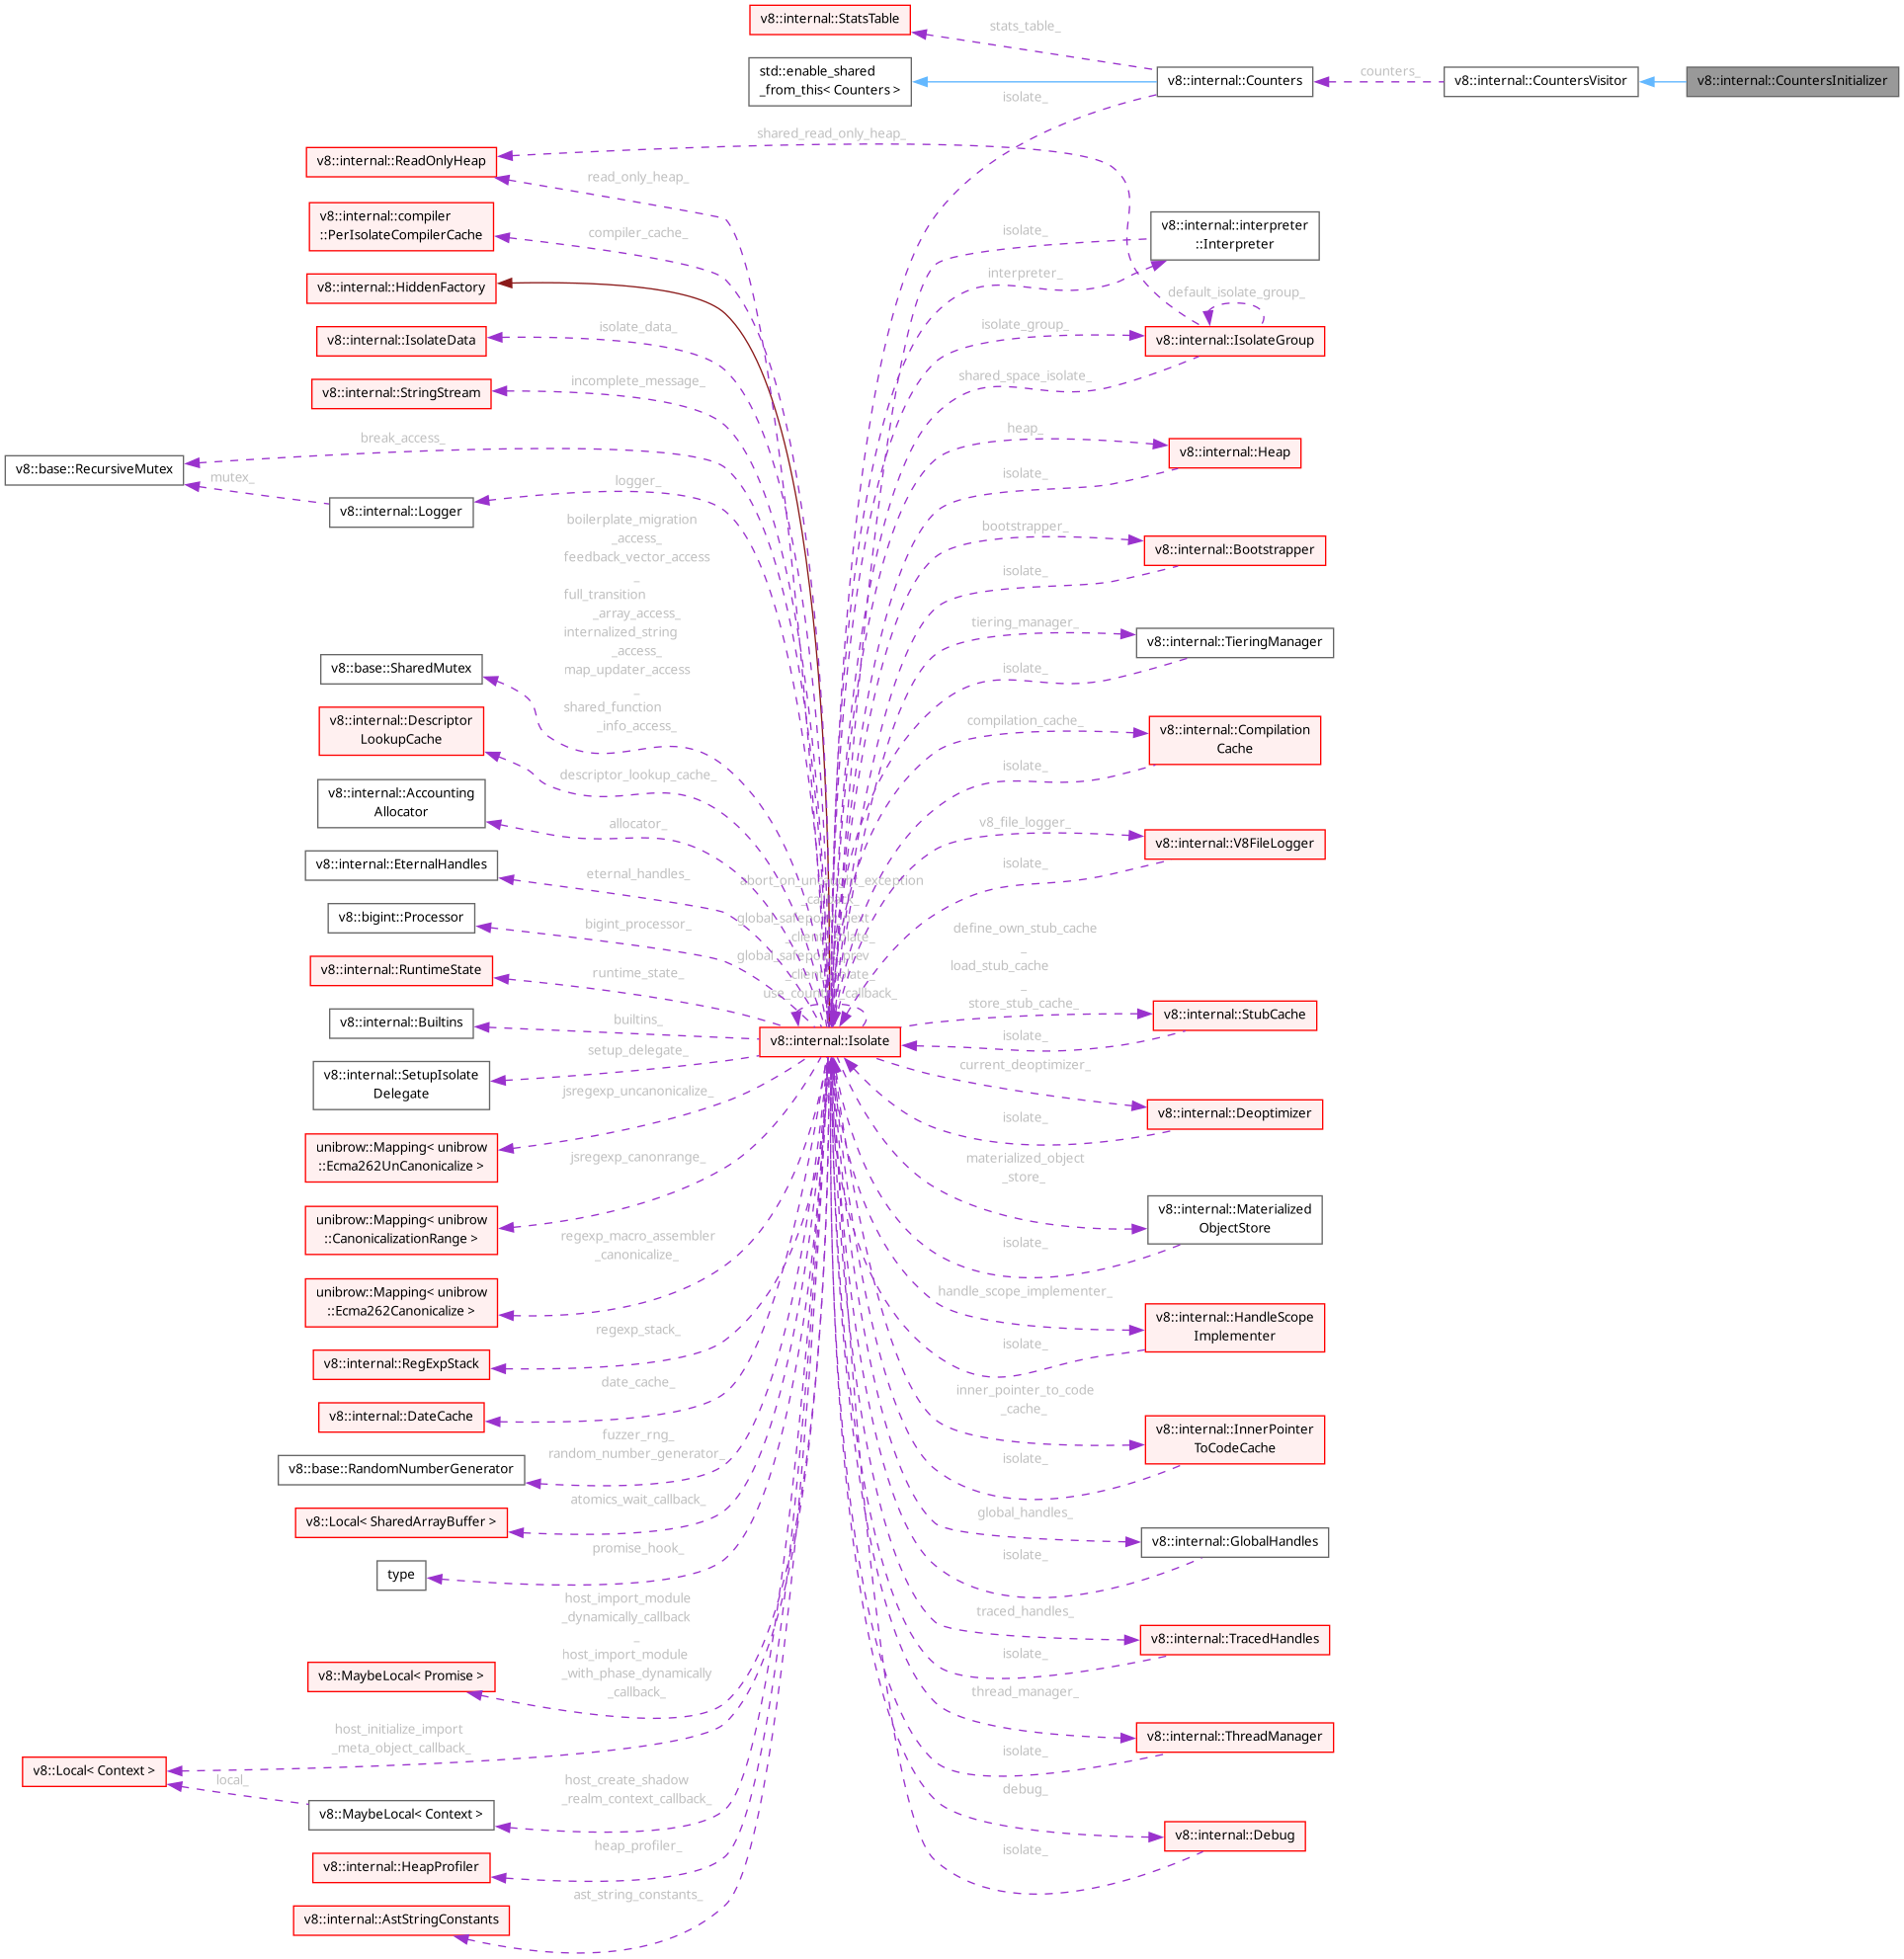 v8::internal::StatsTable
stats_table_
std::enable_shared
_from_this< Counters >
v8::internal::Counters
counters_
v8::internal::CountersVisitor
v8::internal::CountersInitializer
isolate_
shared_read_only_heap_
v8::internal::ReadOnlyHeap
read_only_heap_
v8::internal::compiler
::PerIsolateCompilerCache
compiler_cache_
isolate_
v8::internal::interpreter
::Interpreter
interpreter_
v8::internal::HiddenFactory
default_isolate_group_
v8::internal::IsolateData
isolate_data_
isolate_group_
v8::internal::IsolateGroup
v8::internal::StringStream
incomplete_message_
shared_space_isolate_
break_access_
v8::base::RecursiveMutex
mutex_
heap_
v8::internal::Heap
isolate_
logger_
v8::internal::Logger
boilerplate_migration
_access_
feedback_vector_access
_
full_transition
_array_access_
internalized_string
_access_
map_updater_access
_
shared_function
_info_access_
bootstrapper_
v8::internal::Bootstrapper
isolate_
tiering_manager_
v8::internal::TieringManager
isolate_
v8::base::SharedMutex
v8::internal::Descriptor
LookupCache
descriptor_lookup_cache_
compilation_cache_
v8::internal::Compilation
Cache
isolate_
v8::internal::Accounting
Allocator
allocator_
v8_file_logger_
v8::internal::V8FileLogger
isolate_
v8::internal::EternalHandles
eternal_handles_
abort_on_uncaught_exception
_callback_
global_safepoint_next
_client_isolate_
global_safepoint_prev
_client_isolate_
use_counter_callback_
v8::bigint::Processor
bigint_processor_
v8::internal::RuntimeState
runtime_state_
define_own_stub_cache
_
load_stub_cache
_
store_stub_cache_
v8::internal::StubCache
isolate_
v8::internal::Builtins
builtins_
v8::internal::Isolate
v8::internal::SetupIsolate
Delegate
setup_delegate_
current_deoptimizer_
v8::internal::Deoptimizer
isolate_
jsregexp_uncanonicalize_
unibrow::Mapping< unibrow
::Ecma262UnCanonicalize >
jsregexp_canonrange_
unibrow::Mapping< unibrow
::CanonicalizationRange >
materialized_object
_store_
v8::internal::Materialized
ObjectStore
isolate_
regexp_macro_assembler
_canonicalize_
unibrow::Mapping< unibrow
::Ecma262Canonicalize >
handle_scope_implementer_
v8::internal::HandleScope
Implementer
isolate_
regexp_stack_
v8::internal::RegExpStack
date_cache_
v8::internal::DateCache
inner_pointer_to_code
_cache_
v8::internal::InnerPointer
ToCodeCache
isolate_
fuzzer_rng_
random_number_generator_
v8::base::RandomNumberGenerator
atomics_wait_callback_
v8::Local< SharedArrayBuffer >
global_handles_
v8::internal::GlobalHandles
isolate_
promise_hook_
type
host_import_module
_dynamically_callback
_
host_import_module
_with_phase_dynamically
_callback_
v8::MaybeLocal< Promise >
traced_handles_
v8::internal::TracedHandles
isolate_
thread_manager_
v8::internal::ThreadManager
isolate_
host_initialize_import
_meta_object_callback_
v8::Local< Context >
local_
host_create_shadow
_realm_context_callback_
v8::MaybeLocal< Context >
debug_
v8::internal::Debug
isolate_
heap_profiler_
v8::internal::HeapProfiler
ast_string_constants_
v8::internal::AstStringConstants